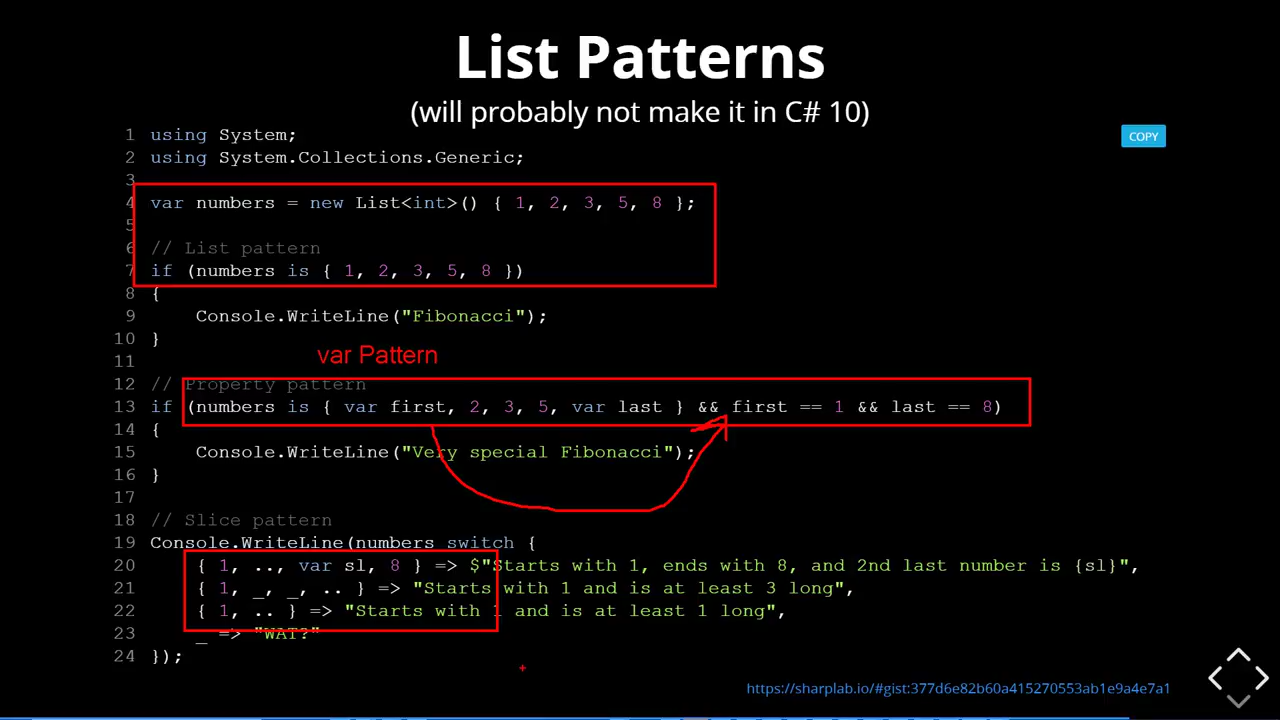 List Patterns
(will probably not make it in C# 10)
COPY
1 using System;
2 using System.Collections.Generic;
3
4 var numbers = new List<int>() { 1, 2, 3, 5, 8 };
5
6 // List pattern
7 if (numbers is { 1, 2, 3, 5, 8 })
8 {
9     Console.WriteLine("Fibonacci");
10 }
11
var Pattern
12 // Property pattern
13 if (numbers is { var first, 2, 3, 5, var last } && first == 1 && last == 8)
14 {
15     Console.WriteLine("Very special Fibonacci");
16 }
17
18 // Slice pattern
19 Console.WriteLine(numbers switch {
20     { 1, .., var sl, 8 } => $"Starts with 1, ends with 8, and 2nd last number is {sl}",
21     { 1, _, _, .. } => "Starts with 1 and is at least 3 long",
22     { 1, .. } => "Starts with 1 and is at least 1 long",
23     _ => "WAT?"
24 });
https://sharplab.io/#gist:377d6e82b60a415270553ab1e9a4e7a1